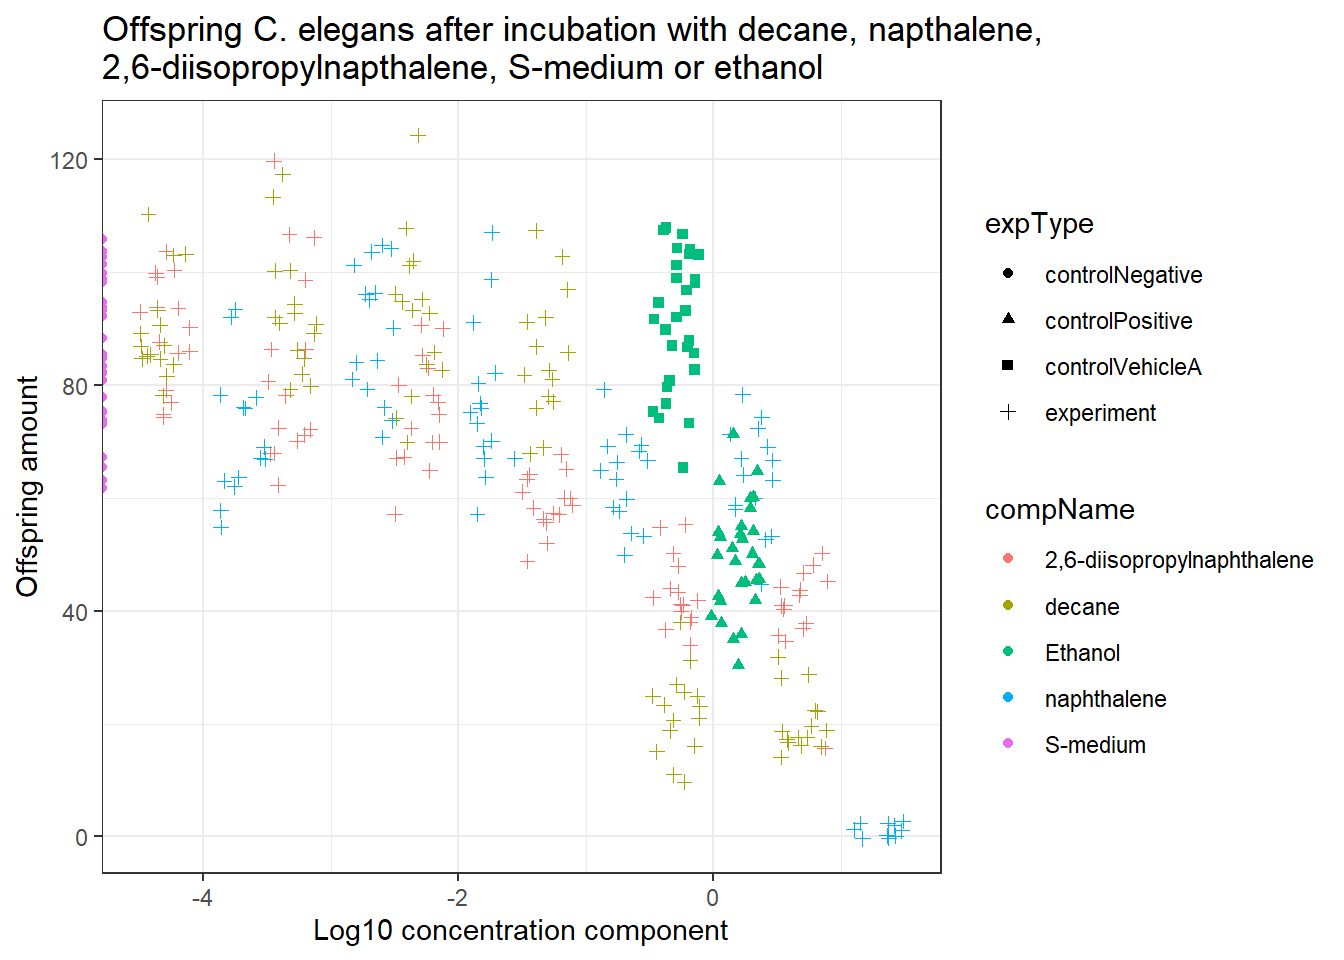 Offspring C. elegans after incubation with decane, napthalene,
2,6-diisopropylnapthalene, S-medium or ethanol
Offspring amount
120
80
40
0
-4
-2
0
Log10 concentration component
expType
controlNegative
controlPositive
controlVehicleA
experiment
compName
2,6-diisopropylnaphthalene
decane
Ethanol
naphthalene
S-medium